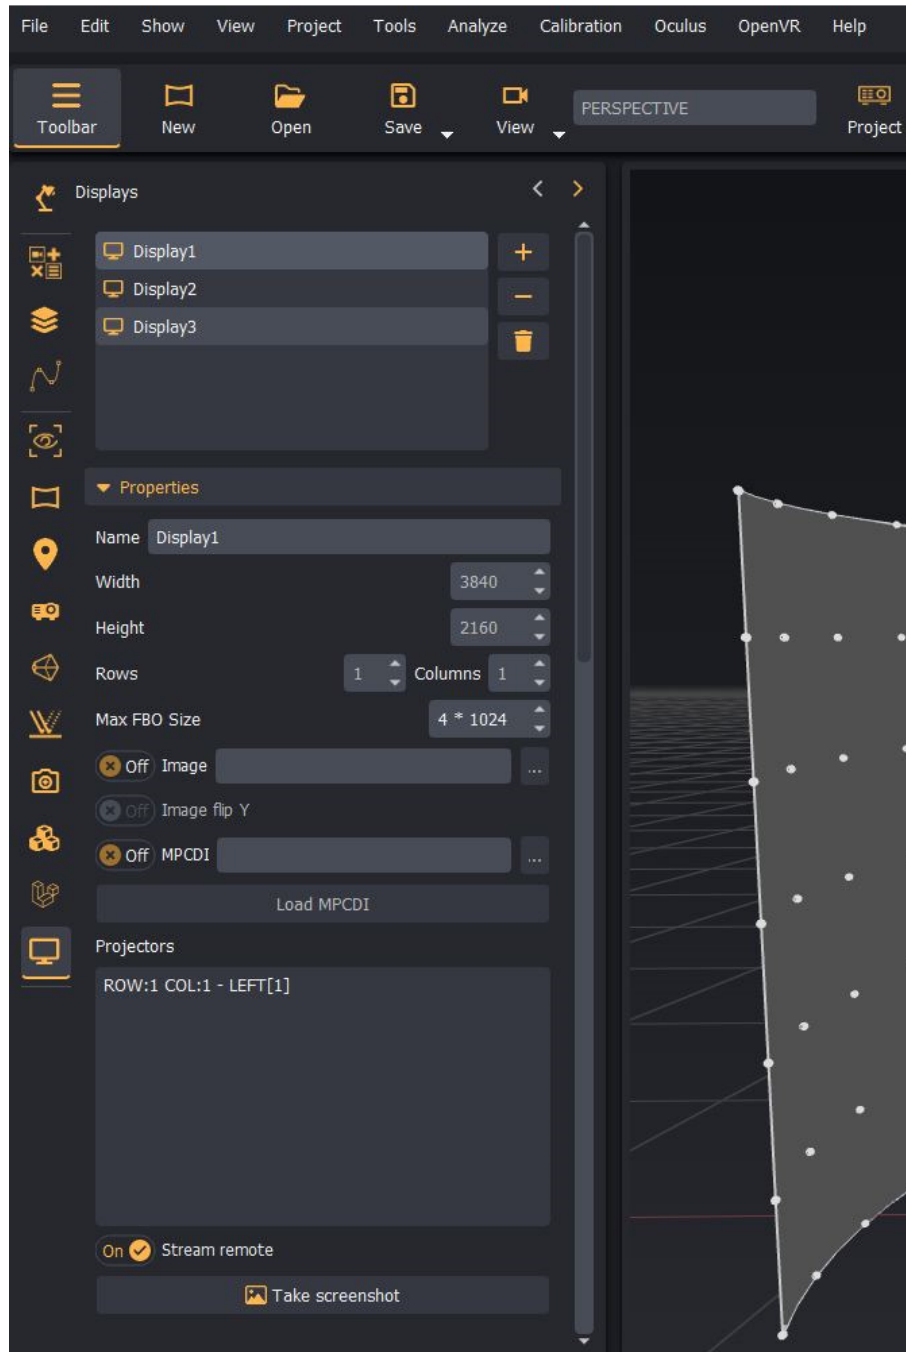 File Edit Show View Project Tools Analyze Calibration Oculus OpenVR Help
Toolbar New Open Save View PERSPECTIVE Project
Displays
Display1
Display2
Display3
Properties
Name Display1
Width 3840
Height 2160
Rows 1 Columns 1
Max FBO Size 4 * 1024
Off Image ...
Off Image flip Y
Off MPCDI ...
Load MPCDI
Projectors
ROW:1 COL:1 - LEFT[1]
On Stream remote
Take screenshot